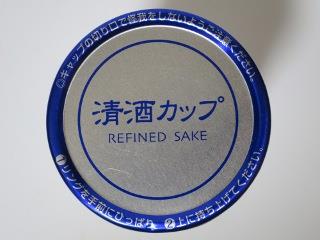 ◎キャップの切り口で怪我をしないようご注意ください。
清酒カップ
REFINED SAKE
①リングを手前にひっぱり
②上に持ち上げてください。